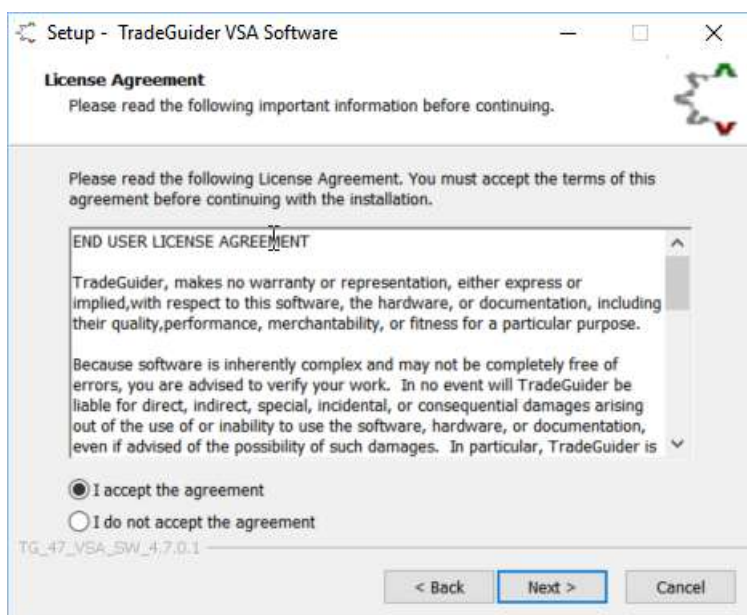 Setup - TradeGuider VSA Software
License Agreement
Please read the following important information before continuing.
Please read the following License Agreement. You must accept the terms of this
agreement before continuing with the installation.
END USER LICENSE AGREEMENT
TradeGuider, makes no warranty or representation, either express or
implied,with respect to this software, the hardware, or documentation, including
their quality,performance, merchantability, or fitness for a particular purpose.
Because software is inherently complex and may not be completely free of
errors, you are advised to verify your work.  In no event will TradeGuider be
liable for direct, indirect, special, incidental, or consequential damages arising
out of the use of or inability to use the software, hardware, or documentation,
even if advised of the possibility of such damages.  In particular, TradeGuider is
I accept the agreement
I do not accept the agreement
TG_47_VSA_SW_4.7.0.1
< Back Next > Cancel